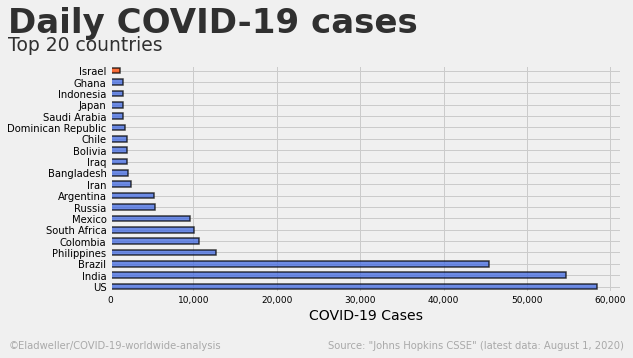 Daily COVID-19 cases
Top 20 countries
Israel
Ghana
Indonesia
Japan
Saudi Arabia
Dominican Republic
Chile
Bolivia
Iraq
Bangladesh
Iran
Argentina
Russia
Mexico
South Africa
Colombia
Philippines
Brazil
India
US
0 10,000 20,000 30,000 40,000 50,000 60,000
COVID-19 Cases
©Eladweller/COVID-19-worldwide-analysis Source: "Johns Hopkins CSSE" (latest data: August 1, 2020)